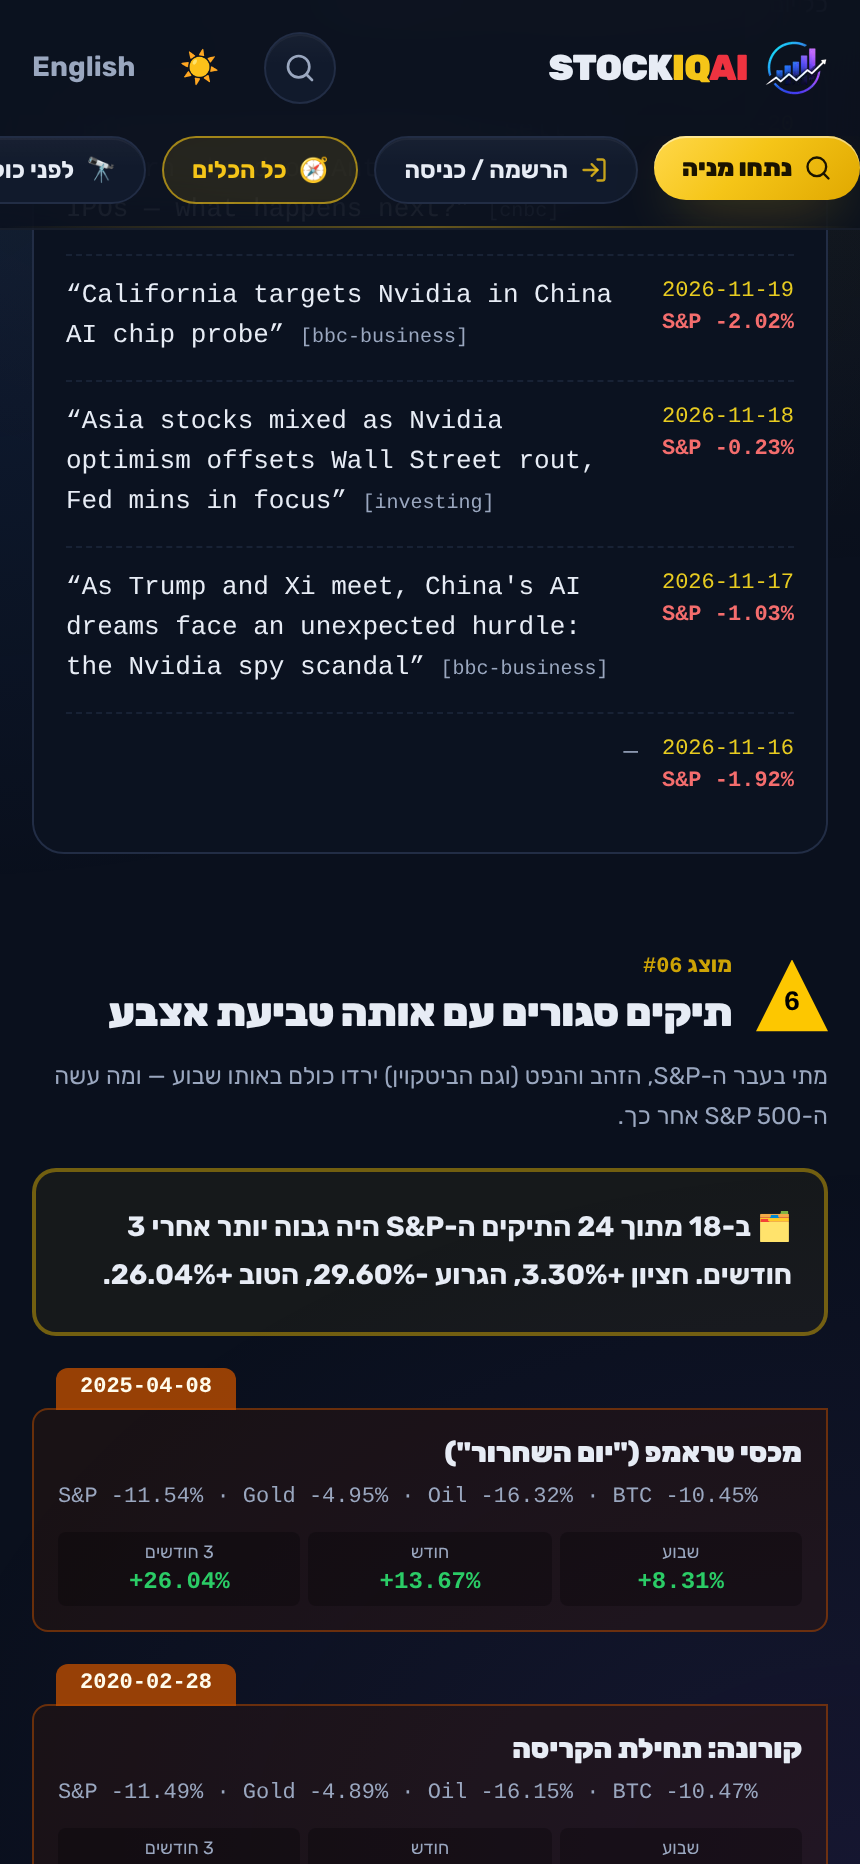 STOCKIQAI
English
נתחו מניה
הרשמה / כניסה
כל הכלים
לפני כול
IPOs — what happens next?” [cnbc]
2026-11-19
S&P -2.02%
“California targets Nvidia in China
AI chip probe” [bbc-business]
2026-11-18
S&P -0.23%
“Asia stocks mixed as Nvidia
optimism offsets Wall Street rout,
Fed mins in focus” [investing]
2026-11-17
S&P -1.03%
“As Trump and Xi meet, China's AI
dreams face an unexpected hurdle:
the Nvidia spy scandal” [bbc-business]
2026-11-16
S&P -1.92%
—
6
מוצג #06
תיקים סגורים עם אותה טביעת אצבע
מתי בעבר ה-S&P, הזהב והנפט (וגם הביטקוין) ירדו כולם באותו שבוע — ומה עשה
ה-S&P 500 אחר כך.
ב-18 מתוך 24 התיקים ה-S&P היה גבוה יותר אחרי 3
חודשים. חציון +3.30%, הגרוע -29.60%, הטוב +26.04%.
2025-04-08
מכסי טראמפ ("יום השחרור")
S&P -11.54% · Gold -4.95% · Oil -16.32% · BTC -10.45%
שבוע
+8.31%
חודש
+13.67%
3 חודשים
+26.04%
2020-02-28
קורונה: תחילת הקריסה
S&P -11.49% · Gold -4.89% · Oil -16.15% · BTC -10.47%
שבוע
חודש
3 חודשים